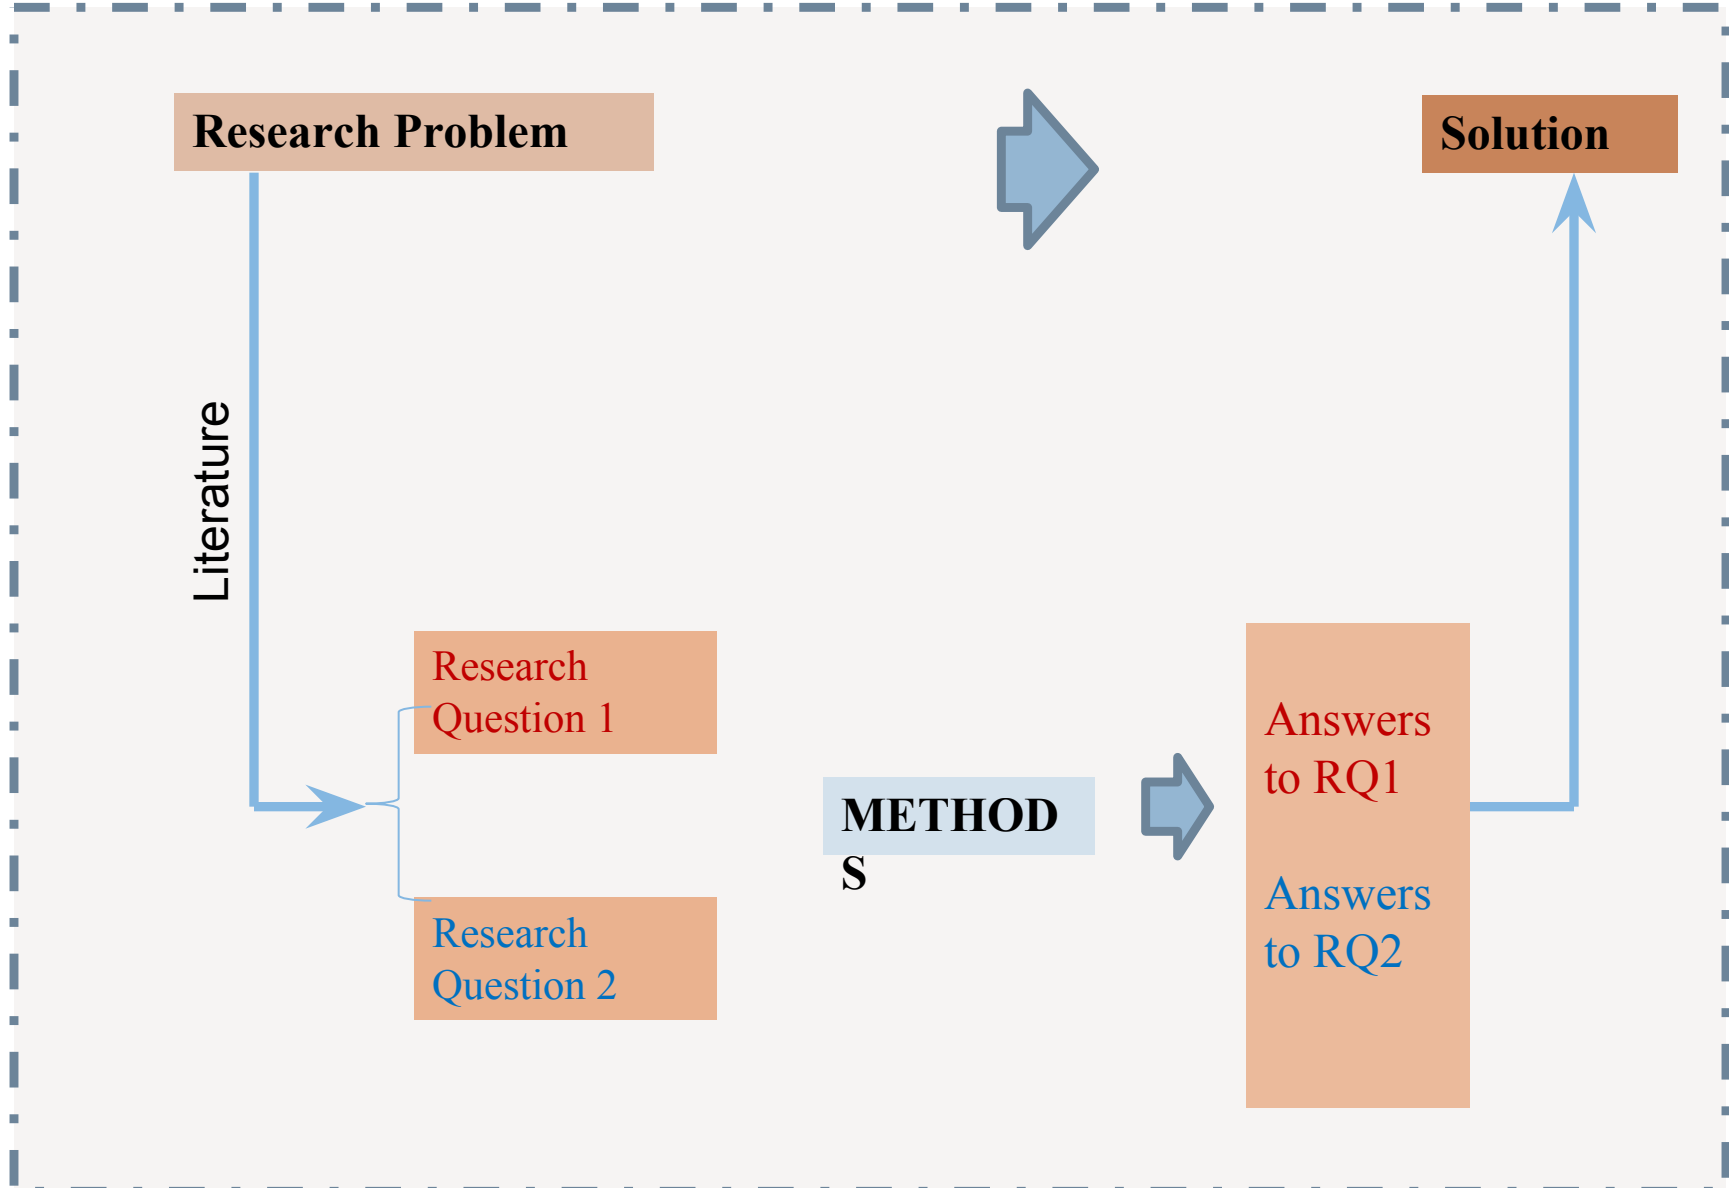 Research Problem
Solution
Literature
Research
Question 1
METHOD
S
Answers
to RQ1
Answers
to RQ2
Research
Question 2